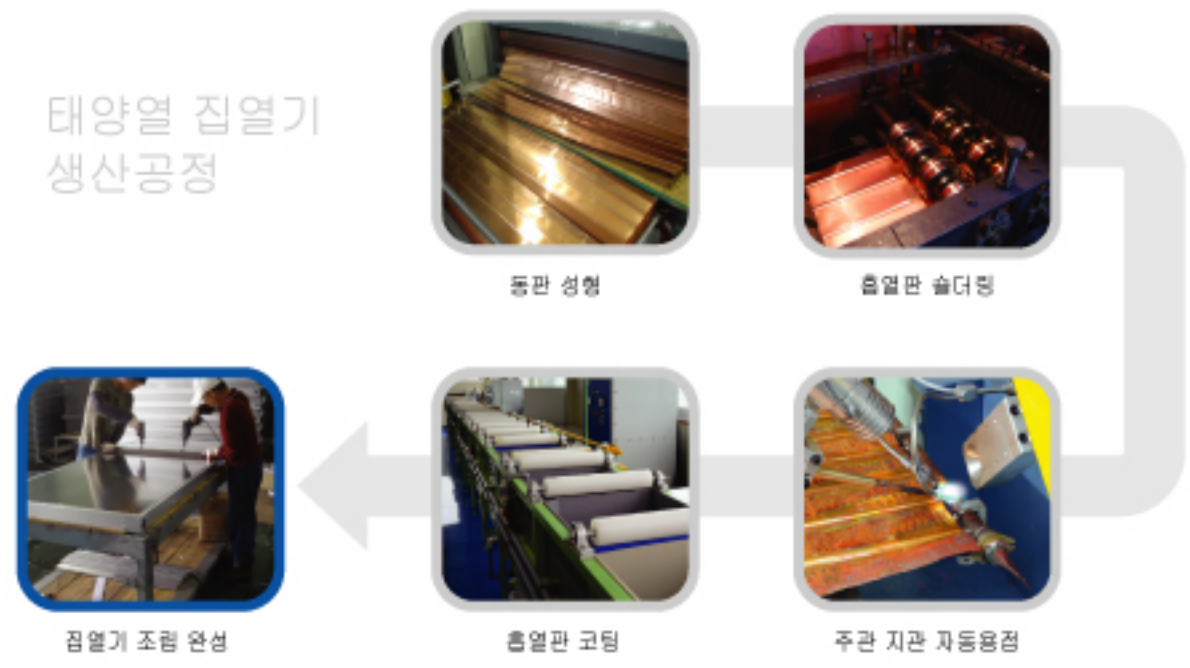 태양열 집열기
생산공정
동판 성형
흡열판 솔더링
주관 지관 자동용접
흡열판 코팅
집열기 조립 완성